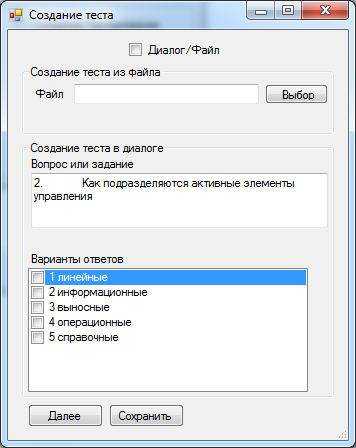 Создание теста
Диалог/Файл
Создание теста из файла
Файл
Выбор
Создание теста в диалоге
Вопрос или задание
2. Как подразделяются активные элементы
управления
Варианты ответов
1 линейные
2 информационные
3 выносные
4 операционные
5 справочные
Далее
Сохранить